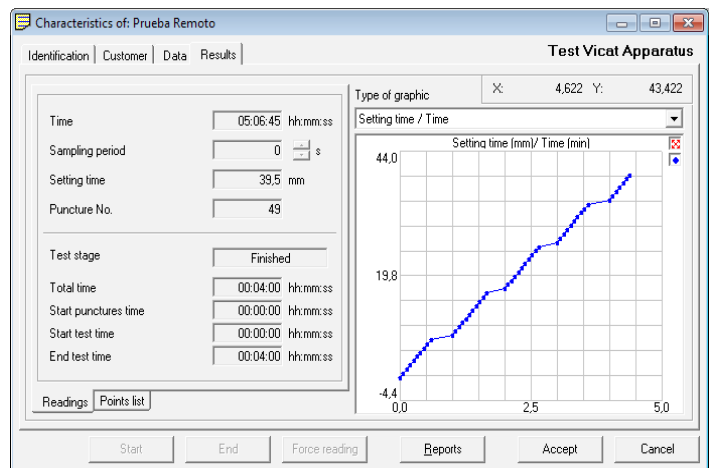 Characteristics of: Prueba Remoto
Identification Customer Data Results
Test Vicat Apparatus
Time 05:06:45 hh:mm:ss
Sampling period 0 s
Setting time 39,5 mm
Puncture No. 49
Test stage Finished
Total time 00:04:00 hh:mm:ss
Start punctures time 00:00:00 hh:mm:ss
Start test time 00:00:00 hh:mm:ss
End test time 00:04:00 hh:mm:ss
Readings Points list
Type of graphic X: 4,622 Y: 43,422
Setting time / Time
Setting time (mm)/ Time (min)
44,0
19,8
-4,4
0,0 2,5 5,0
Start End Force reading Reports Accept Cancel